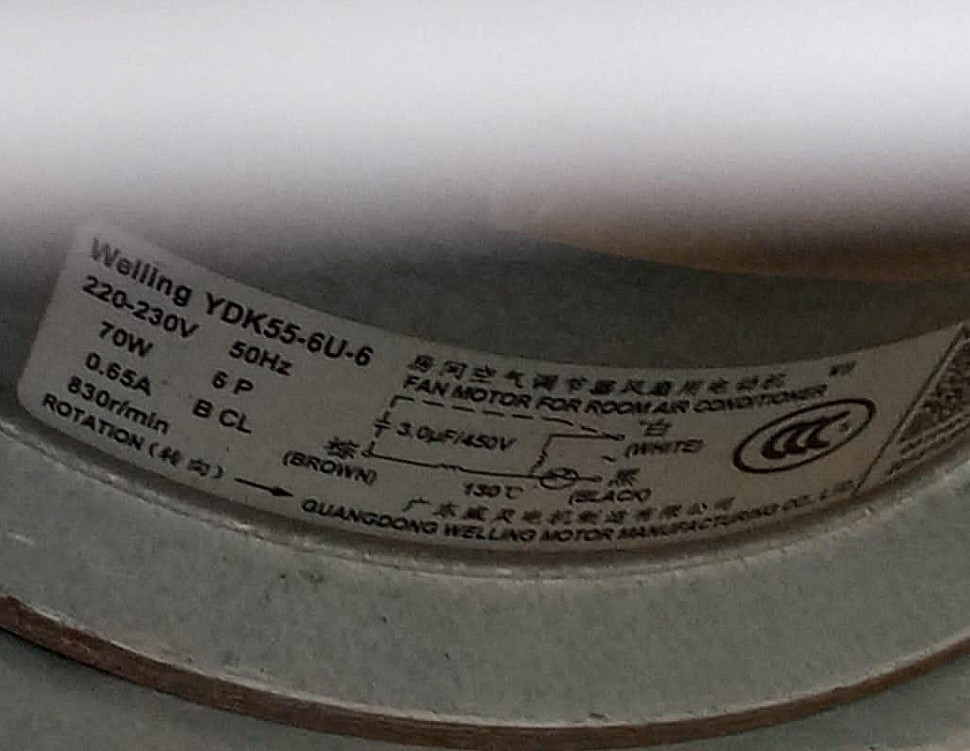 Welling YDK55-6U-6
220-230V 50Hz
70W 6 P
0.65A B CL
830r/min
ROTATION (转向)
房间空气调节器风扇用电动机
FAN MOTOR FOR ROOM AIR CONDITIONER
3.0μF/450V
白
(WHITE)
~
棕
(BROWN)
130℃
黑
(BLACK)
广东威灵电机制造有限公司
GUANGDONG WELLING MOTOR MANUFACTURING CO., LTD.
CCC